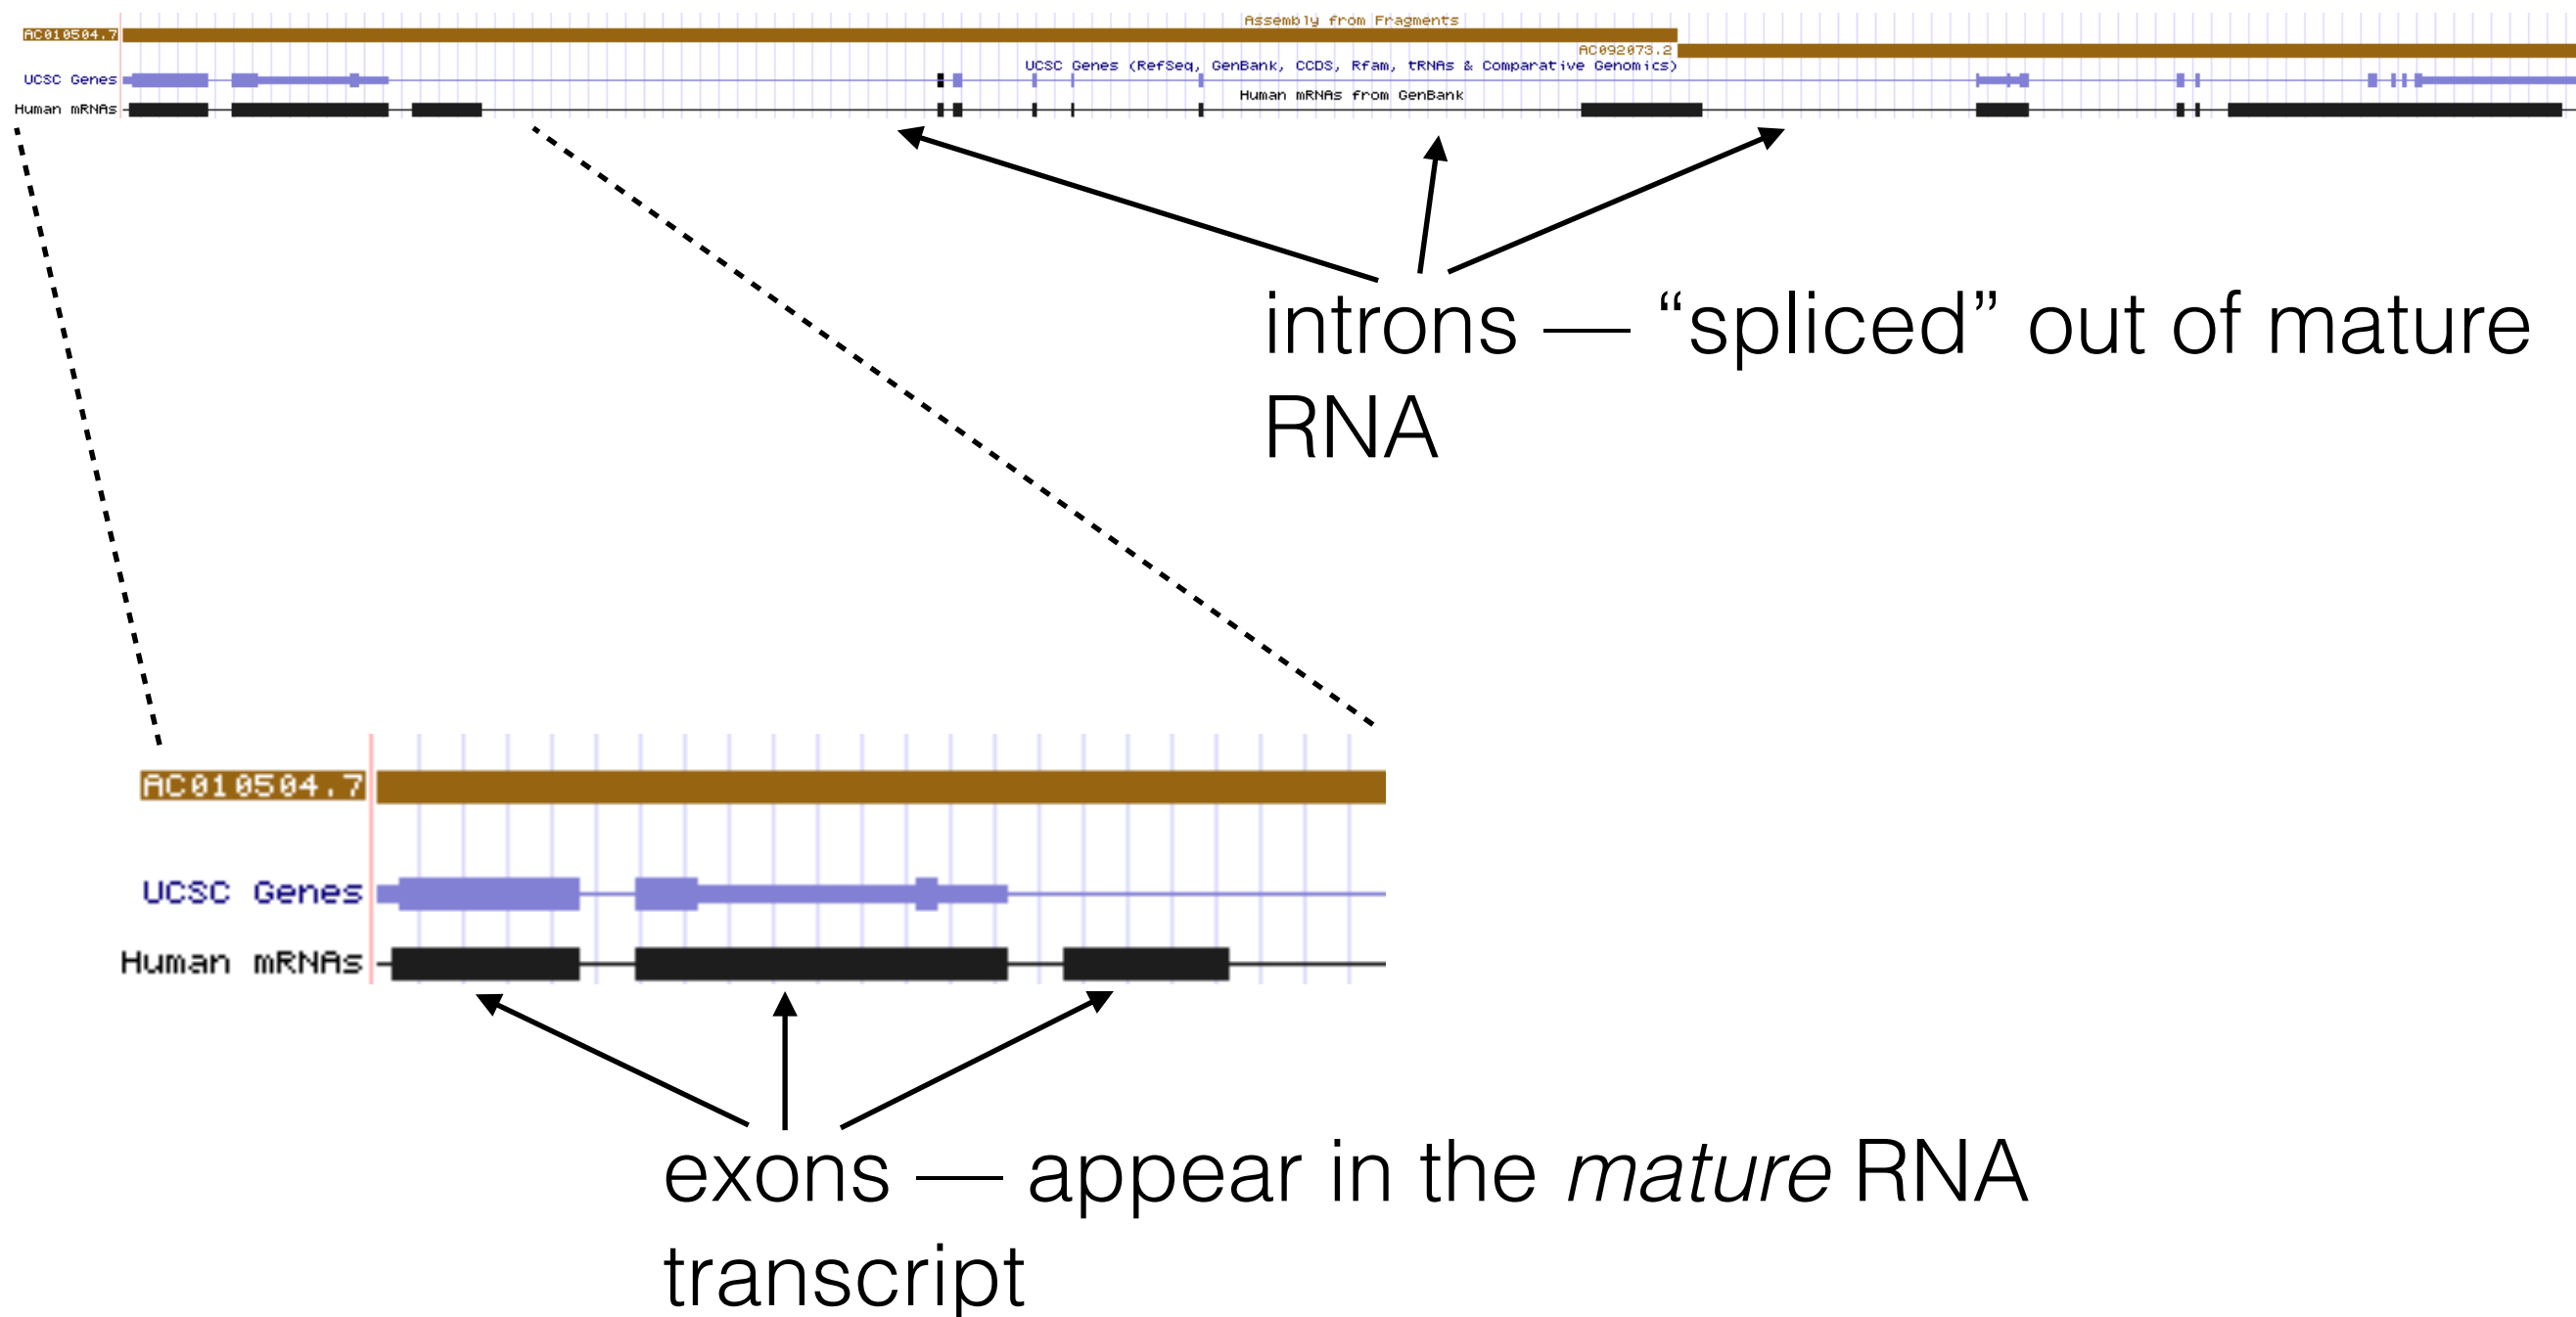 Assembly from Fragments
AC010504.7
AC092073.2
UCSC Genes (RefSeq, GenBank, CCDS, Rfam, tRNAs & Comparative Genomics)
UCSC Genes
Human mRNAs from GenBank
Human mRNAs
introns — “spliced” out of mature
RNA
AC010504.7
UCSC Genes
Human mRNAs
exons — appear in the mature RNA
transcript